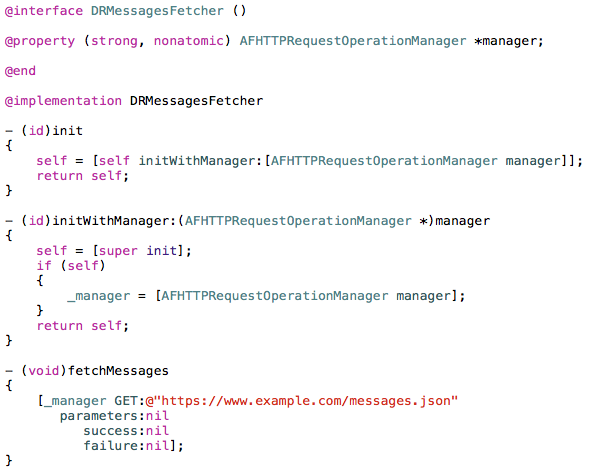 @interface DRMessagesFetcher ()
@property (strong, nonatomic) AFHTTPRequestOperationManager *manager;
@end
@implementation DRMessagesFetcher
- (id)init
{
    self = [self initWithManager:[AFHTTPRequestOperationManager manager]];
    return self;
}
- (id)initWithManager:(AFHTTPRequestOperationManager *)manager
{
    self = [super init];
    if (self)
    {
        _manager = [AFHTTPRequestOperationManager manager];
    }
    return self;
}
- (void)fetchMessages
{
    [_manager GET:@"https://www.example.com/messages.json"
       parameters:nil
          success:nil
          failure:nil];
}